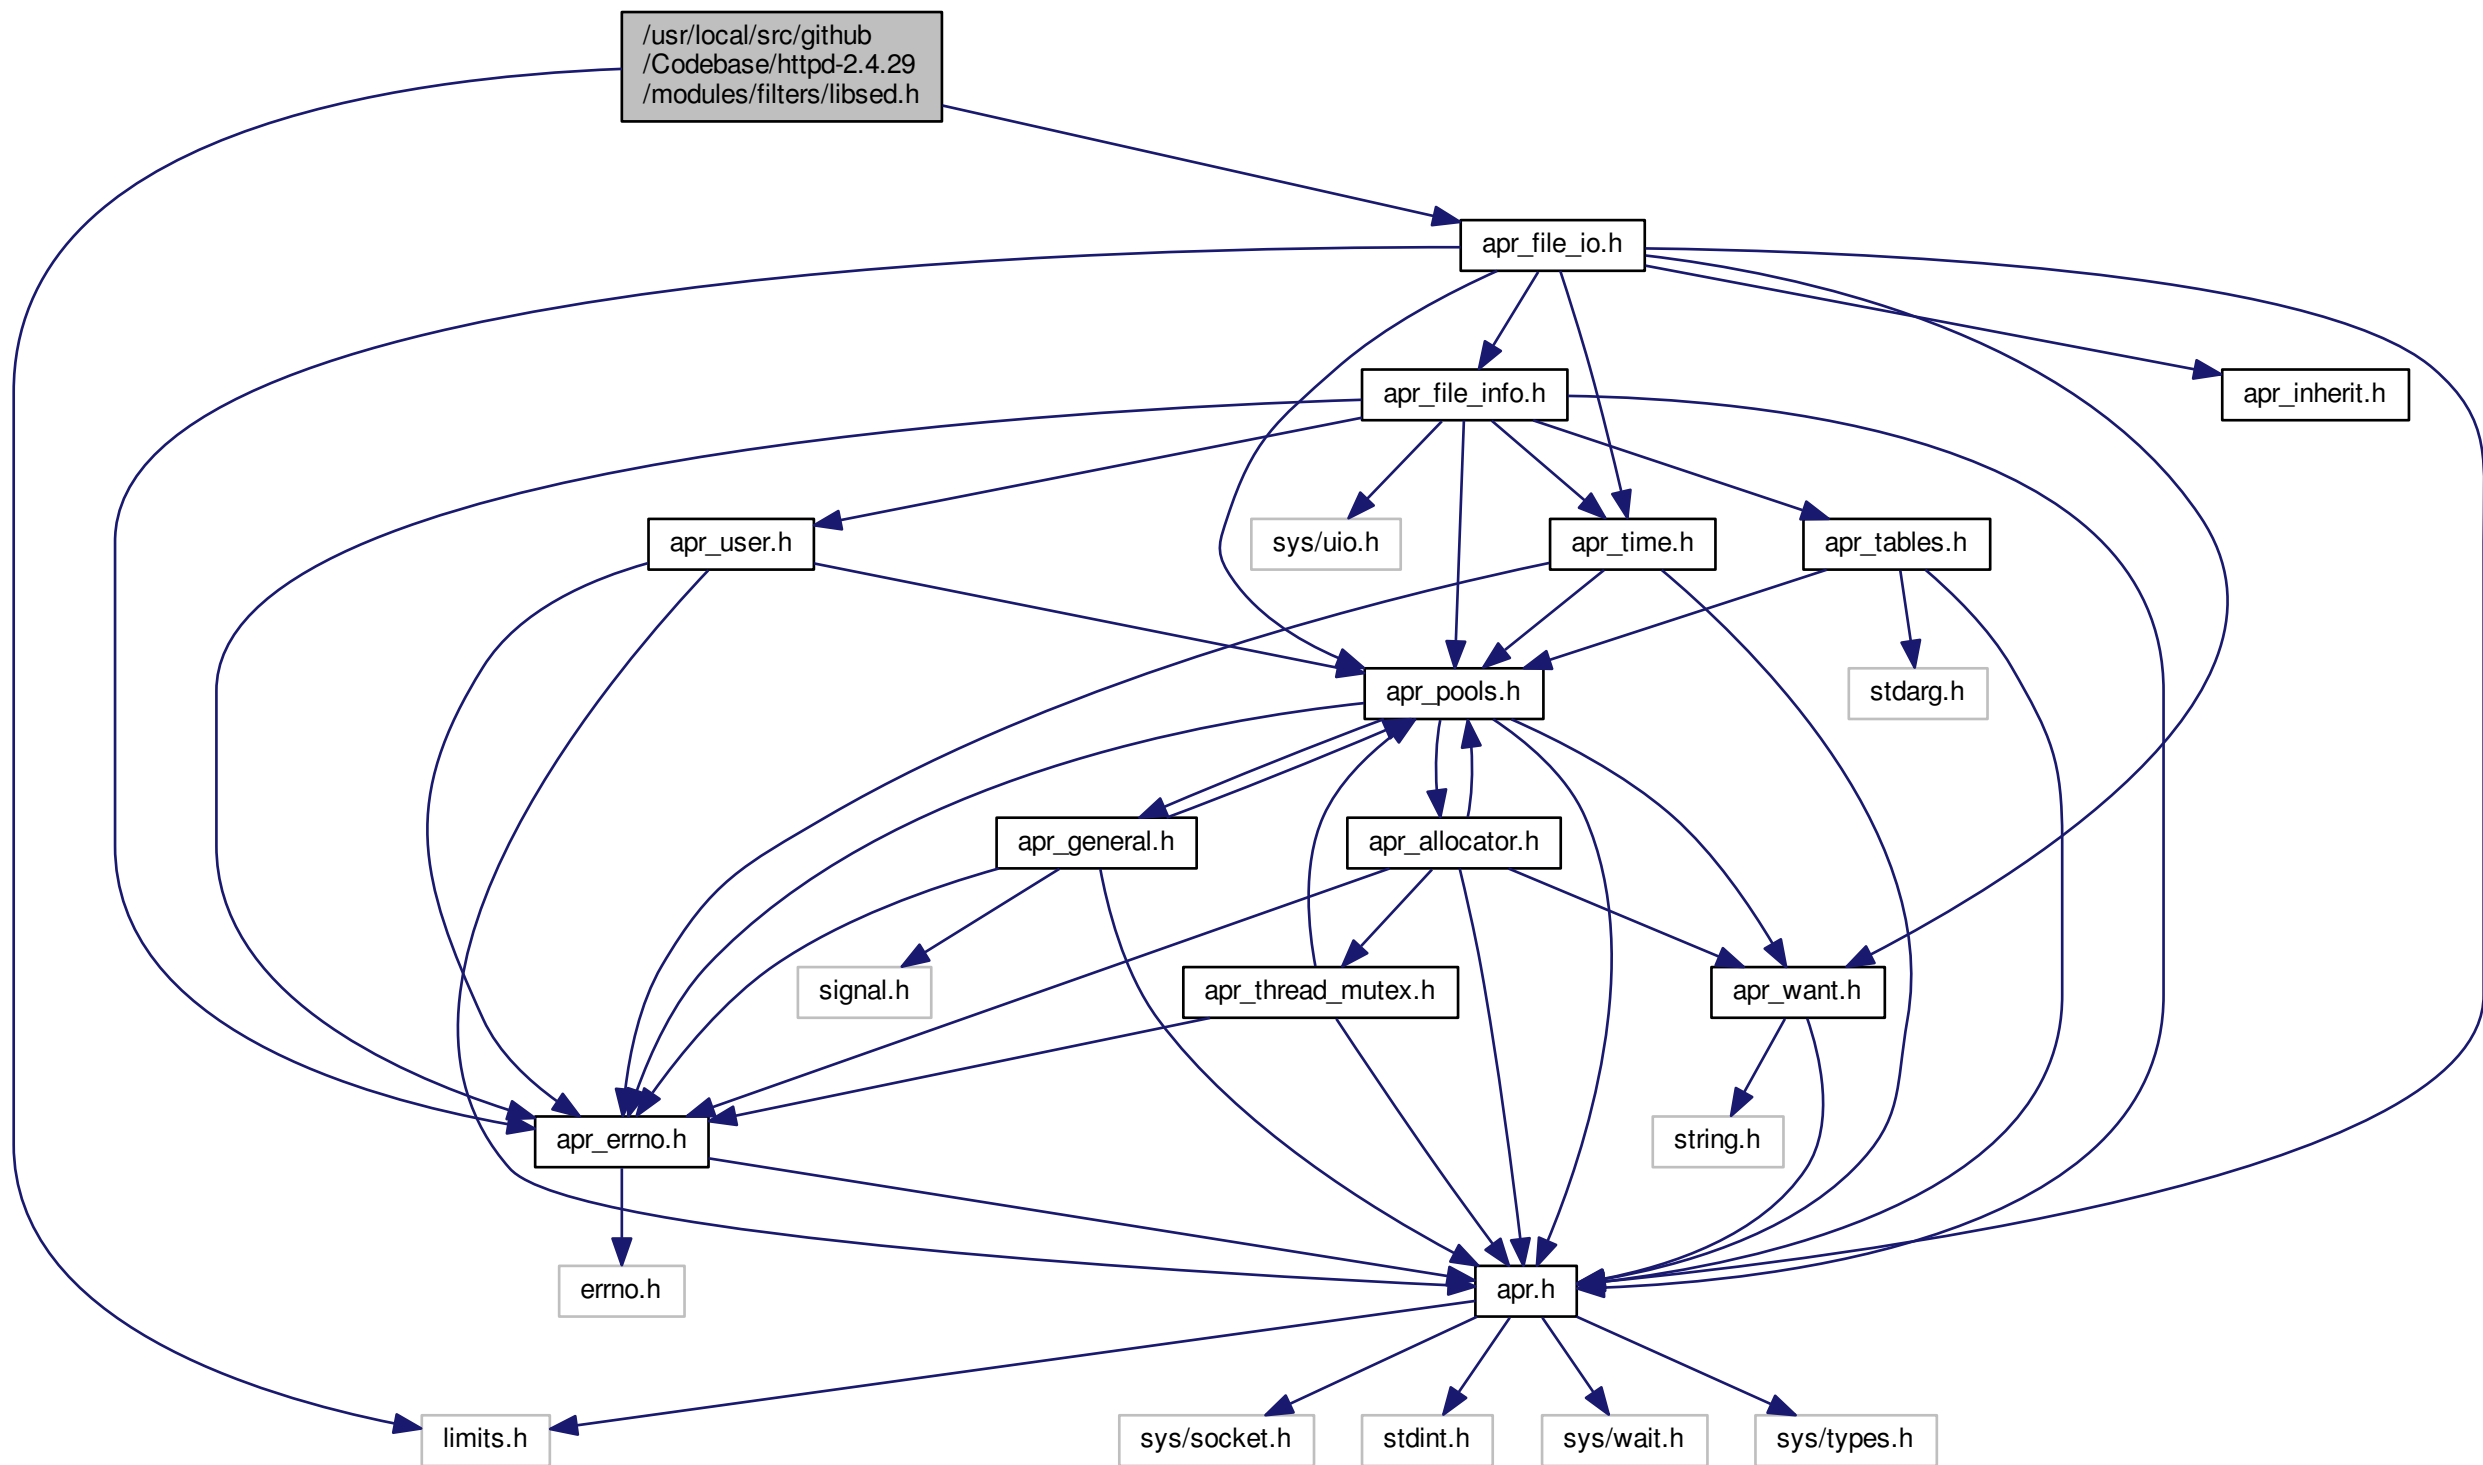 /usr/local/src/github
/Codebase/httpd-2.4.29
/modules/filters/libsed.h
apr_file_io.h
apr_file_info.h
apr_inherit.h
apr_user.h
sys/uio.h
apr_time.h
apr_tables.h
apr_pools.h
stdarg.h
apr_general.h
apr_allocator.h
signal.h
apr_thread_mutex.h
apr_want.h
apr_errno.h
string.h
errno.h
apr.h
limits.h
sys/socket.h
stdint.h
sys/wait.h
sys/types.h